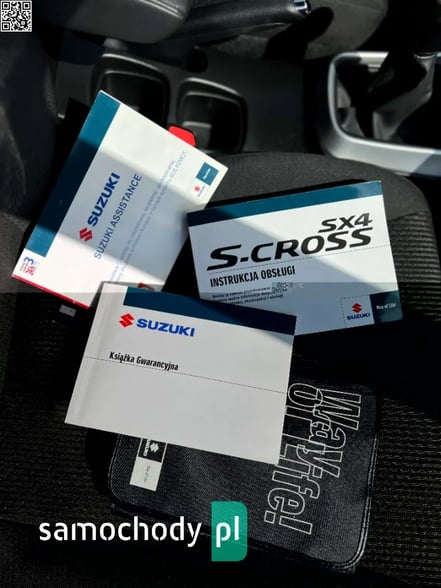 SUZUKI
SUZUKI ASSISTANCE
SX4
S-CROSS
INSTRUKCJA OBSŁUGI
SUZUKI
Way of Life!
SUZUKI
Książka Gwarancyjna
Way of Life!
samochody pl